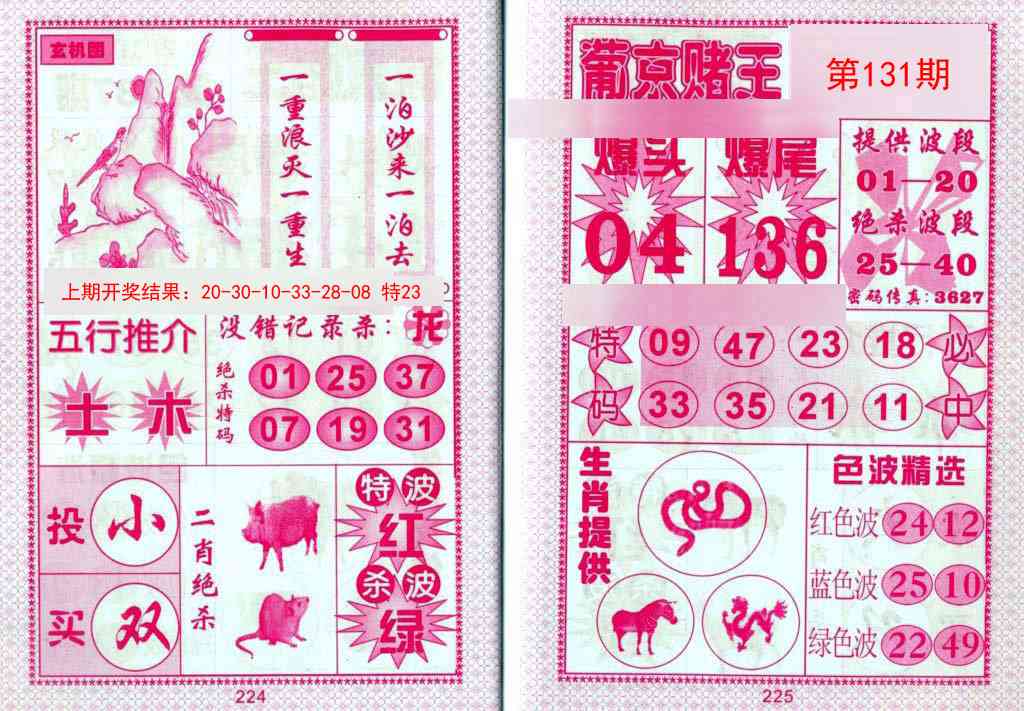 玄机图
一泊沙来一泊去
一重浪灭一重生
上期开奖结果：20-30-10-33-28-08 特23
五行推介
土 木
没错记录杀：龙
绝杀特码
01 25 37
07 19 31
投 小
买 双
二肖绝杀
特波
红
杀波
绿
224
葡京赌王
第131期
爆头
04
爆尾
136
提供波段
01—20
绝杀波段
25—40
密码传真：3627
特码
09 47 23 18
33 35 21 11
必中
生肖提供
色波精选
红色波 24 12
蓝色波 25 10
绿色波 22 49
225